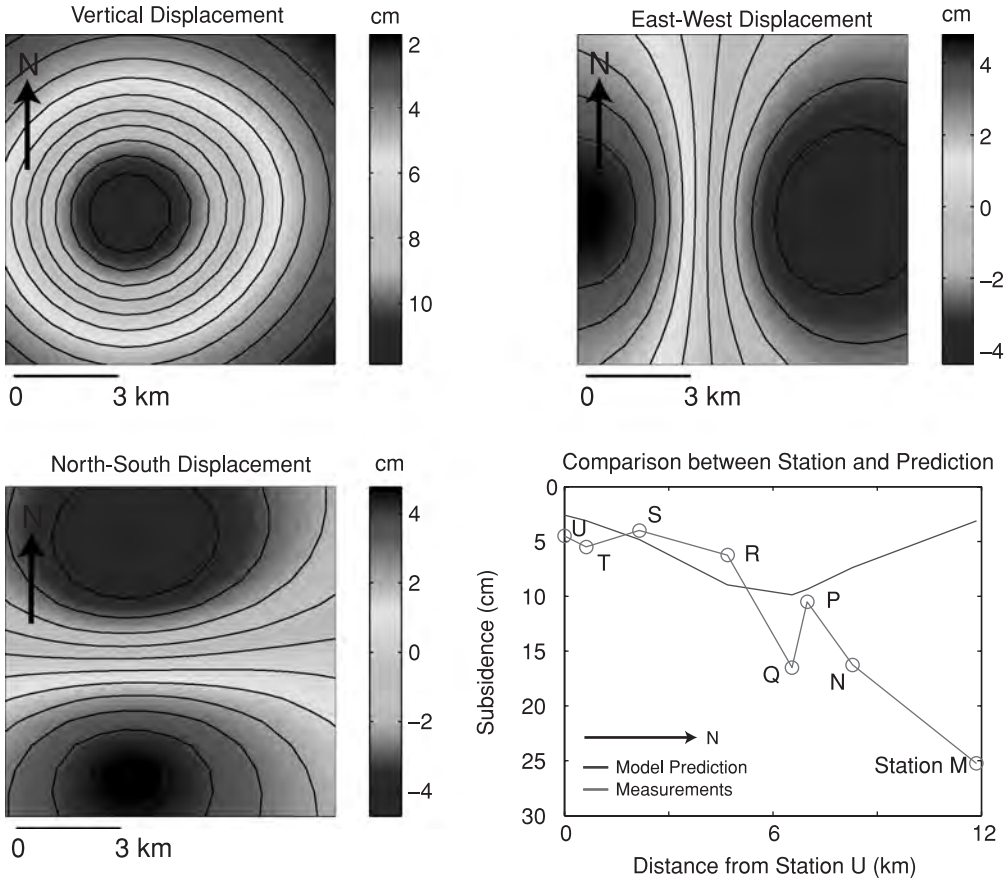 Vertical Displacement
cm
N
2
4
6
8
10
0 3 km
East-West Displacement
cm
N
4
2
0
−2
−4
0 3 km
North-South Displacement
cm
N
4
2
0
−2
−4
0 3 km
Comparison between Station and Prediction
Subsidence (cm)
0
5
10
15
20
25
30
U
T
S
R
Q
P
N
Station M
N
Model Prediction
Measurements
0 6 12
Distance from Station U (km)